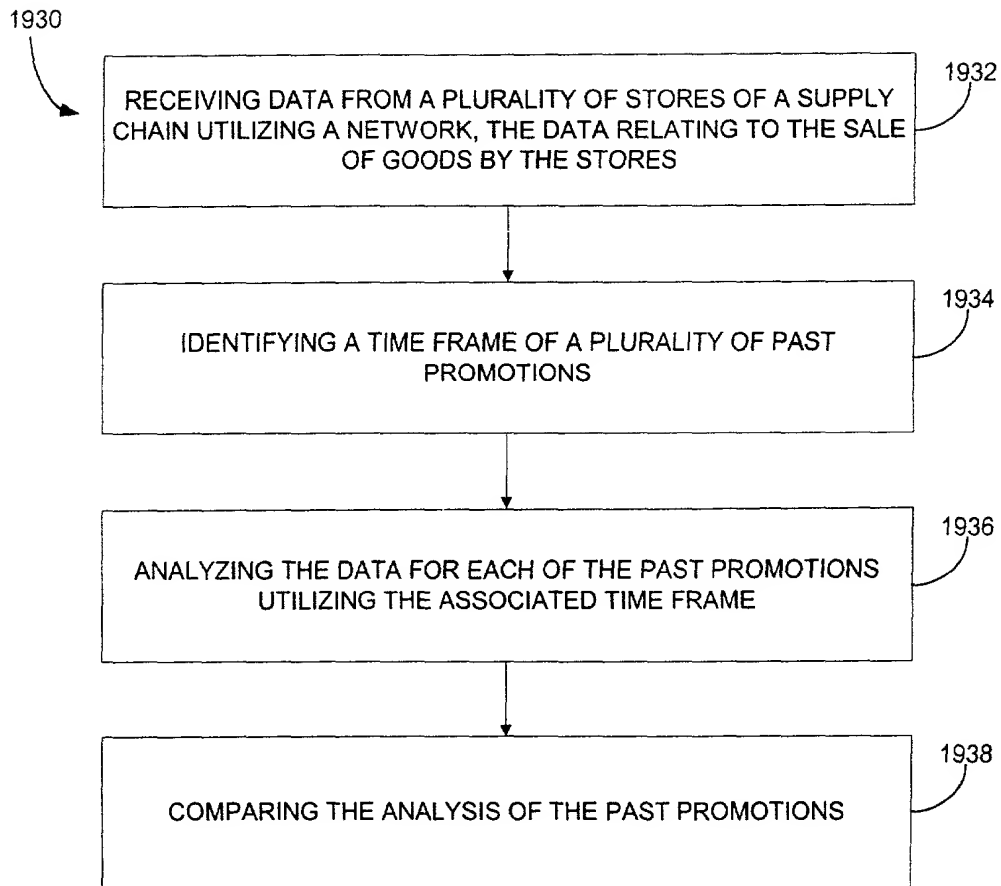 1930
1932
RECEIVING DATA FROM A PLURALITY OF STORES OF A SUPPLY
CHAIN UTILIZING A NETWORK, THE DATA RELATING TO THE SALE
OF GOODS BY THE STORES
1934
IDENTIFYING A TIME FRAME OF A PLURALITY OF PAST
PROMOTIONS
1936
ANALYZING THE DATA FOR EACH OF THE PAST PROMOTIONS
UTILIZING THE ASSOCIATED TIME FRAME
1938
COMPARING THE ANALYSIS OF THE PAST PROMOTIONS